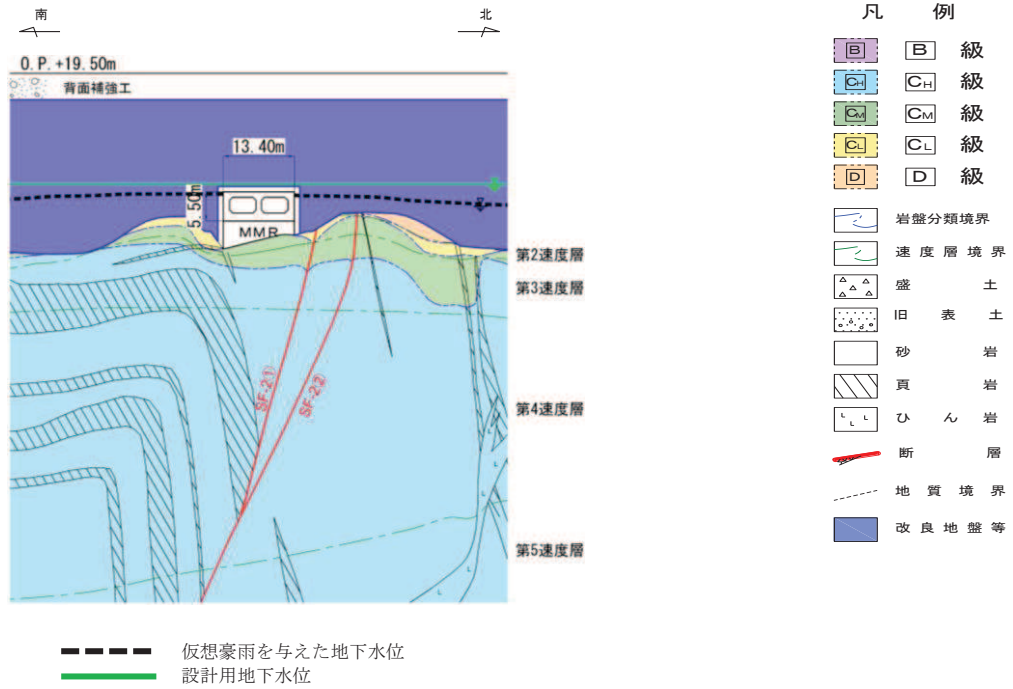 南
北
O.P.+19.50m
背面補強工
13.40m
5.50m
MMR
第2速度層
第3速度層
SF-2①
SF-2②
第4速度層
第5速度層
仮想豪雨を与えた地下水位
設計用地下水位
凡 例
B B 級
CH CH 級
CM CM 級
CL CL 級
D D 級
岩盤分類境界
速度層境界
盛土
旧表土
砂岩
頁岩
ひん岩
断層
地質境界
改良地盤等